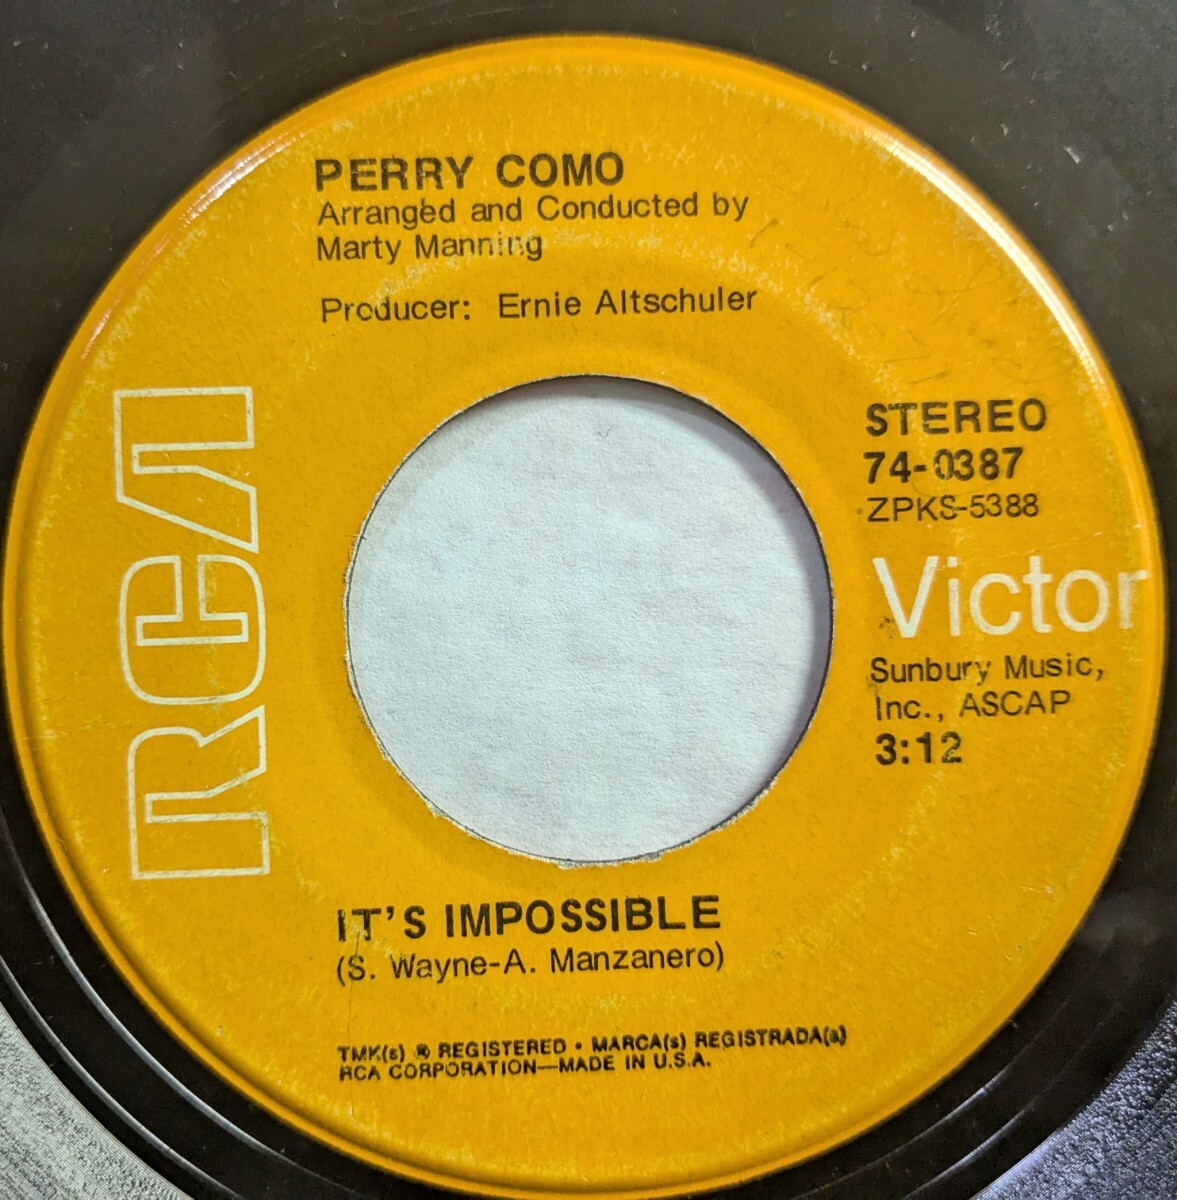 PERRY COMO
Arranged and Conducted by
Marty Manning
Producer: Ernie Altschuler
RCA
STEREO
74-0387
ZPKS-5388
Victor
Sunbury Music,
Inc., ASCAP
3:12
IT'S IMPOSSIBLE
(S. Wayne-A. Manzanero)
TMK(s) ® REGISTERED • MARCA(s) REGISTRADA(s)
RCA CORPORATION—MADE IN U.S.A.